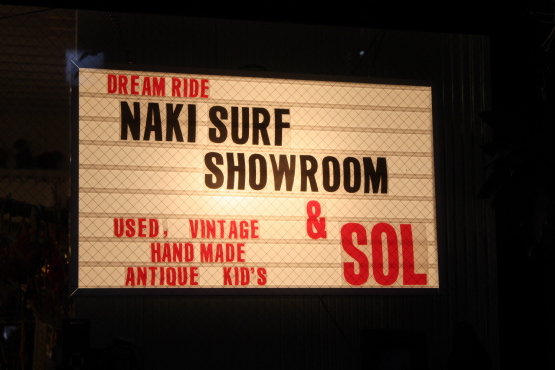 DREAM RIDE
NAKI SURF
SHOWROOM
&
SOL
USED, VINTAGE
HAND MADE
ANTIQUE KID'S